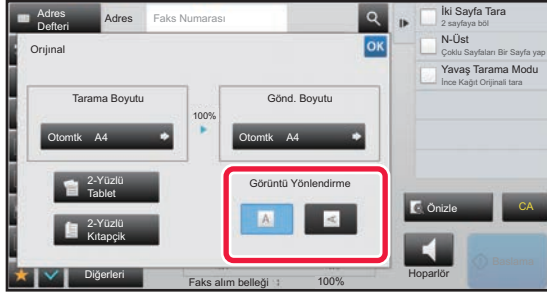 Adres
Defteri
Adres
Faks Numarası
İki Sayfa Tara
2 sayfaya böl
N-Üst
Çoklu Sayfaları Bir Sayfa yap
Yavaş Tarama Modu
İnce Kağıt Orijinali tara
Orıjınal
OK
Tarama Boyutu
100%
Gönd. Boyutu
Otomtk A4
Otomtk A4
2-Yüzlü
Tablet
2-Yüzlü
Kıtapçik
Görüntü Yönlendirme
A
A
Önizle
CA
Diğerleri
Faks alım belleği : 100%
Hoparlör